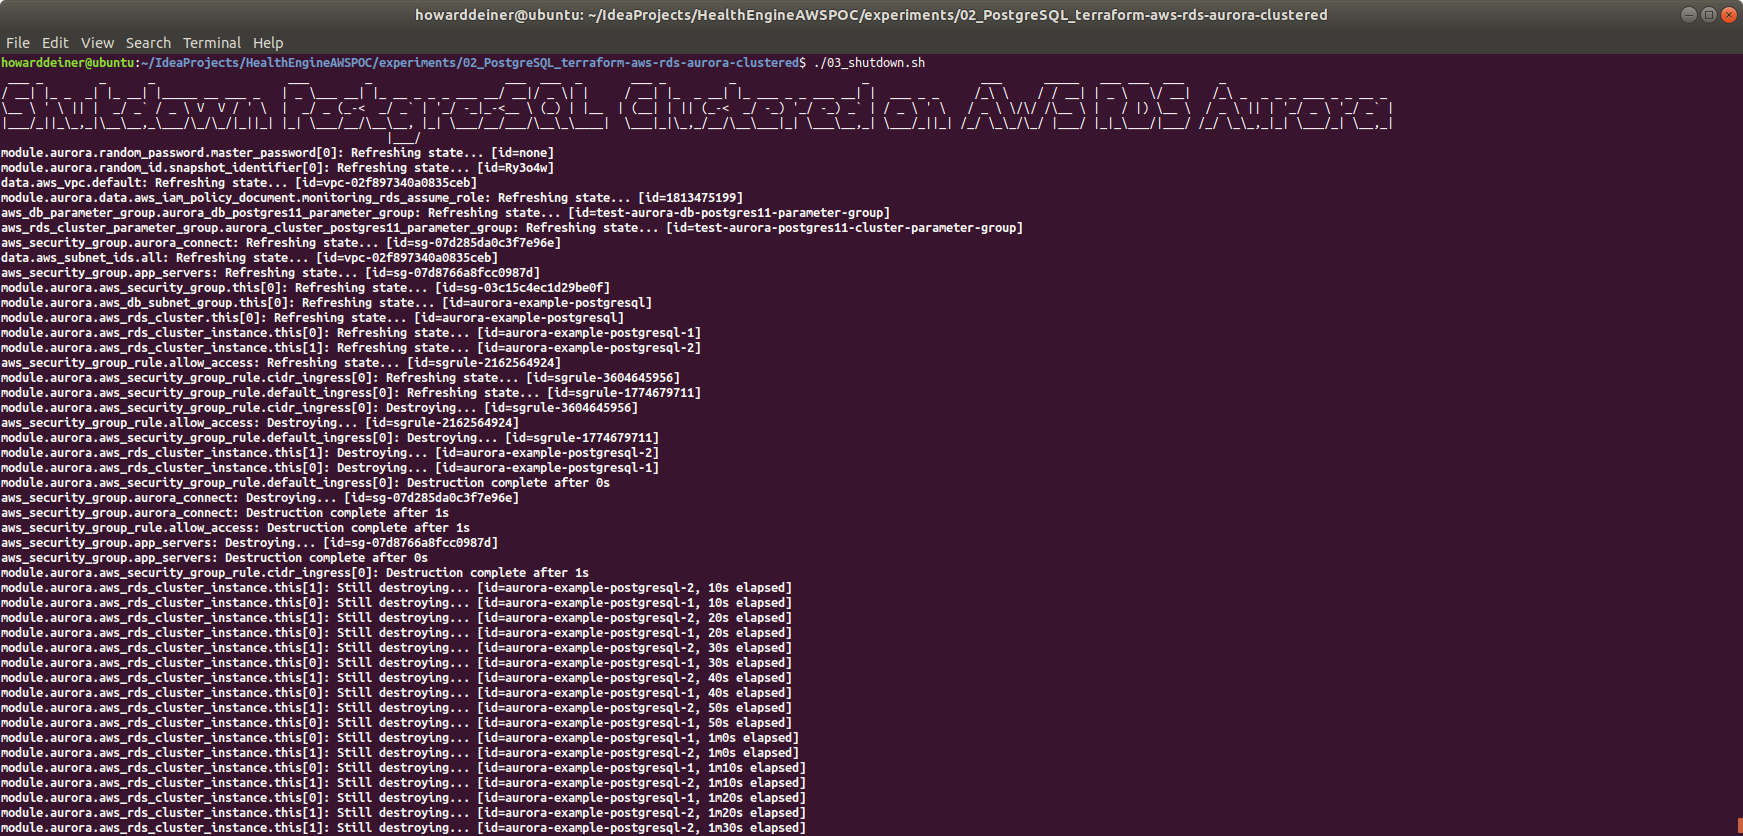 howarddeiner@ubuntu: ~/IdeaProjects/HealthEngineAWSPOC/experiments/02_PostgreSQL_terraform-aws-rds-aurora-clustered
File Edit View Search Terminal Help
howarddeiner@ubuntu:~/IdeaProjects/HealthEngineAWSPOC/experiments/02_PostgreSQL_terraform-aws-rds-aurora-clustered$ ./03_shutdown.sh
Shutdown PostgreSQL Clustered on AWS RDS Aurora
module.aurora.random_password.master_password[0]: Refreshing state... [id=none]
module.aurora.random_id.snapshot_identifier[0]: Refreshing state... [id=Ry3o4w]
data.aws_vpc.default: Refreshing state... [id=vpc-02f897340a0835ceb]
module.aurora.data.aws_iam_policy_document.monitoring_rds_assume_role: Refreshing state... [id=1813475199]
aws_db_parameter_group.aurora_db_postgres11_parameter_group: Refreshing state... [id=test-aurora-db-postgres11-parameter-group]
aws_rds_cluster_parameter_group.aurora_cluster_postgres11_parameter_group: Refreshing state... [id=test-aurora-postgres11-cluster-parameter-group]
aws_security_group.aurora_connect: Refreshing state... [id=sg-07d285da0c3f7e96e]
data.aws_subnet_ids.all: Refreshing state... [id=vpc-02f897340a0835ceb]
aws_security_group.app_servers: Refreshing state... [id=sg-07d8766a8fcc0987d]
module.aurora.aws_security_group.this[0]: Refreshing state... [id=sg-03c15c4ec1d29be0f]
module.aurora.aws_db_subnet_group.this[0]: Refreshing state... [id=aurora-example-postgresql]
module.aurora.aws_rds_cluster.this[0]: Refreshing state... [id=aurora-example-postgresql]
module.aurora.aws_rds_cluster_instance.this[0]: Refreshing state... [id=aurora-example-postgresql-1]
module.aurora.aws_rds_cluster_instance.this[1]: Refreshing state... [id=aurora-example-postgresql-2]
aws_security_group_rule.allow_access: Refreshing state... [id=sgrule-2162564924]
module.aurora.aws_security_group_rule.cidr_ingress[0]: Refreshing state... [id=sgrule-3604645956]
module.aurora.aws_security_group_rule.default_ingress[0]: Refreshing state... [id=sgrule-1774679711]
module.aurora.aws_security_group_rule.cidr_ingress[0]: Destroying... [id=sgrule-3604645956]
aws_security_group_rule.allow_access: Destroying... [id=sgrule-2162564924]
module.aurora.aws_security_group_rule.default_ingress[0]: Destroying... [id=sgrule-1774679711]
module.aurora.aws_rds_cluster_instance.this[1]: Destroying... [id=aurora-example-postgresql-2]
module.aurora.aws_rds_cluster_instance.this[0]: Destroying... [id=aurora-example-postgresql-1]
module.aurora.aws_security_group_rule.default_ingress[0]: Destruction complete after 0s
aws_security_group.aurora_connect: Destroying... [id=sg-07d285da0c3f7e96e]
aws_security_group.aurora_connect: Destruction complete after 1s
aws_security_group_rule.allow_access: Destruction complete after 1s
aws_security_group.app_servers: Destroying... [id=sg-07d8766a8fcc0987d]
aws_security_group.app_servers: Destruction complete after 0s
module.aurora.aws_security_group_rule.cidr_ingress[0]: Destruction complete after 1s
module.aurora.aws_rds_cluster_instance.this[1]: Still destroying... [id=aurora-example-postgresql-2, 10s elapsed]
module.aurora.aws_rds_cluster_instance.this[0]: Still destroying... [id=aurora-example-postgresql-1, 10s elapsed]
module.aurora.aws_rds_cluster_instance.this[1]: Still destroying... [id=aurora-example-postgresql-2, 20s elapsed]
module.aurora.aws_rds_cluster_instance.this[0]: Still destroying... [id=aurora-example-postgresql-1, 20s elapsed]
module.aurora.aws_rds_cluster_instance.this[1]: Still destroying... [id=aurora-example-postgresql-2, 30s elapsed]
module.aurora.aws_rds_cluster_instance.this[0]: Still destroying... [id=aurora-example-postgresql-1, 30s elapsed]
module.aurora.aws_rds_cluster_instance.this[1]: Still destroying... [id=aurora-example-postgresql-2, 40s elapsed]
module.aurora.aws_rds_cluster_instance.this[0]: Still destroying... [id=aurora-example-postgresql-1, 40s elapsed]
module.aurora.aws_rds_cluster_instance.this[1]: Still destroying... [id=aurora-example-postgresql-2, 50s elapsed]
module.aurora.aws_rds_cluster_instance.this[0]: Still destroying... [id=aurora-example-postgresql-1, 50s elapsed]
module.aurora.aws_rds_cluster_instance.this[0]: Still destroying... [id=aurora-example-postgresql-1, 1m0s elapsed]
module.aurora.aws_rds_cluster_instance.this[1]: Still destroying... [id=aurora-example-postgresql-2, 1m0s elapsed]
module.aurora.aws_rds_cluster_instance.this[0]: Still destroying... [id=aurora-example-postgresql-1, 1m10s elapsed]
module.aurora.aws_rds_cluster_instance.this[1]: Still destroying... [id=aurora-example-postgresql-2, 1m10s elapsed]
module.aurora.aws_rds_cluster_instance.this[0]: Still destroying... [id=aurora-example-postgresql-1, 1m20s elapsed]
module.aurora.aws_rds_cluster_instance.this[1]: Still destroying... [id=aurora-example-postgresql-2, 1m20s elapsed]
module.aurora.aws_rds_cluster_instance.this[1]: Still destroying... [id=aurora-example-postgresql-2, 1m30s elapsed]